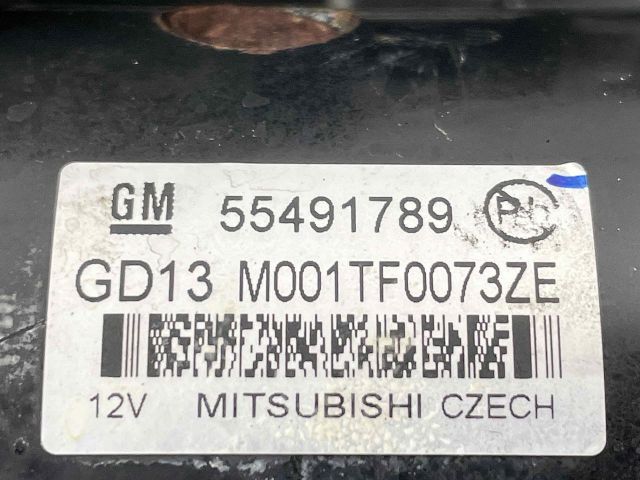 GM 55491789
GD13 M001TF0073ZE
12V MITSUBISHI CZECH